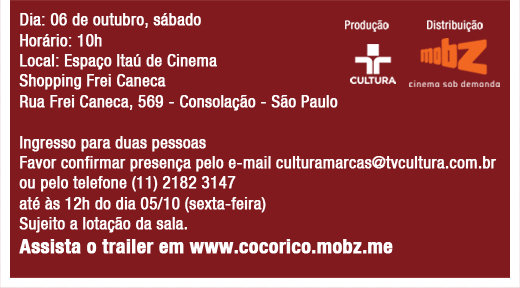 Dia: 06 de outubro, sábado
Horário: 10h
Local: Espaço Itaú de Cinema
Shopping Frei Caneca
Rua Frei Caneca, 569 - Consolação - São Paulo
Produção
CULTURA
Distribuição
mobz
cinema sob demanda
Ingresso para duas pessoas
Favor confirmar presença pelo e-mail culturamarcas@tvcultura.com.br
ou pelo telefone (11) 2182 3147
até às 12h do dia 05/10 (sexta-feira)
Sujeito a lotação da sala.
Assista o trailer em www.cocorico.mobz.me